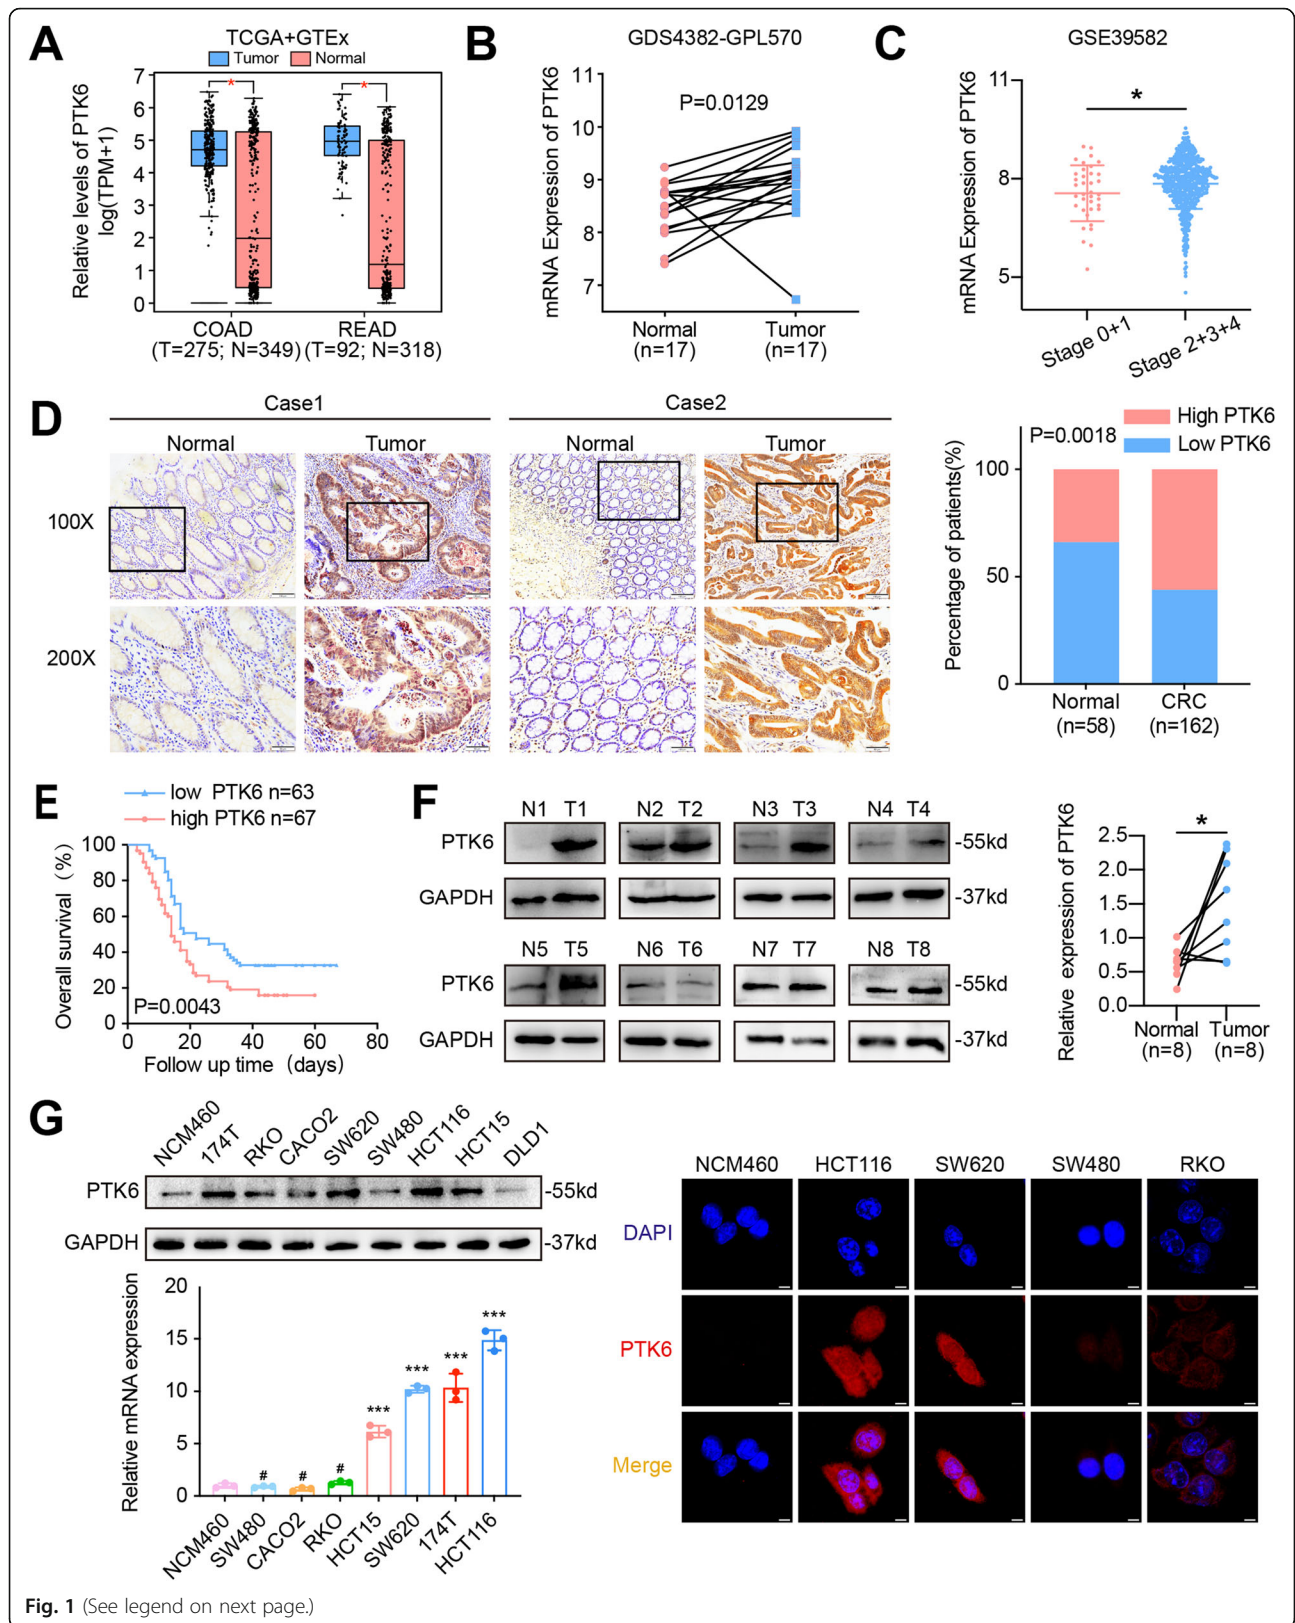 A
TCGA+GTEx
Tumor Normal
Relative levels of PTK6
log(TPM+1)
7
6
5
4
3
2
1
0
*
*
COAD
(T=275; N=349)
READ
(T=92; N=318)
B
GDS4382-GPL570
mRNA Expression of PTK6
11
10
9
8
7
P=0.0129
Normal
(n=17)
Tumor
(n=17)
C
GSE39582
mRNA Expression of PTK6
11
8
5
*
Stage 0+1
Stage 2+3+4
D
Case1
Case2
Normal
Tumor
Normal
Tumor
100X
200X
High PTK6
Low PTK6
P=0.0018
Percentage of patients(%)
100
50
0
Normal
(n=58)
CRC
(n=162)
E
low PTK6 n=63
high PTK6 n=67
Overall survival (%)
100
80
60
40
20
0
P=0.0043
0 20 40 60 80
Follow up time (days)
F
N1 T1 N2 T2 N3 T3 N4 T4
PTK6 -55kd
GAPDH -37kd
N5 T5 N6 T6 N7 T7 N8 T8
PTK6 -55kd
GAPDH -37kd
Relative expression of PTK6
2.5
2.0
1.5
1.0
0.5
0.0
*
Normal
(n=8)
Tumor
(n=8)
G
NCM460 174T RKO CACO2 SW620 SW480 HCT116 HCT15 DLD1
PTK6 -55kd
GAPDH -37kd
Relative mRNA expression
20
15
10
5
0
# # # *** *** *** ***
NCM460 SW480 CACO2 RKO HCT15 SW620 174T HCT116
NCM460 HCT116 SW620 SW480 RKO
DAPI
PTK6
Merge
Fig. 1 (See legend on next page.)